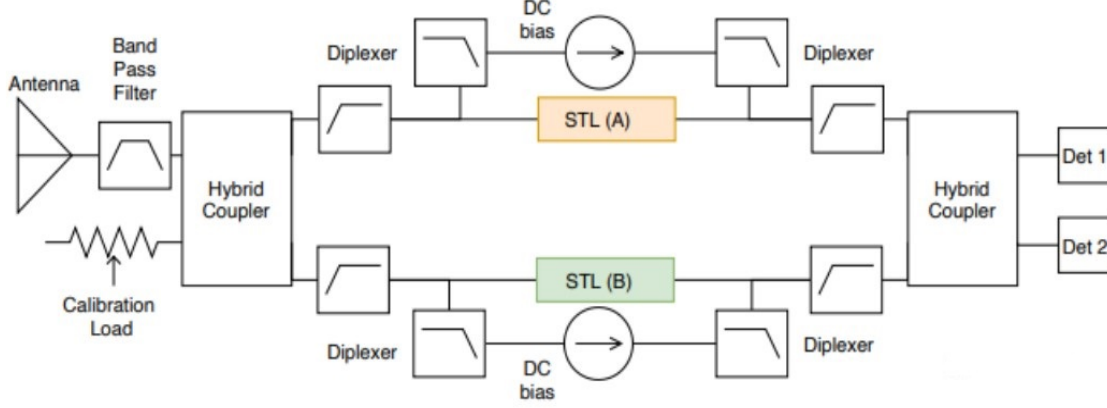 DC
bias
Diplexer
Diplexer
Band
Pass
Filter
Antenna
STL (A)
Hybrid
Coupler
Hybrid
Coupler
Det 1
Det 2
STL (B)
Calibration
Load
Diplexer
Diplexer
DC
bias